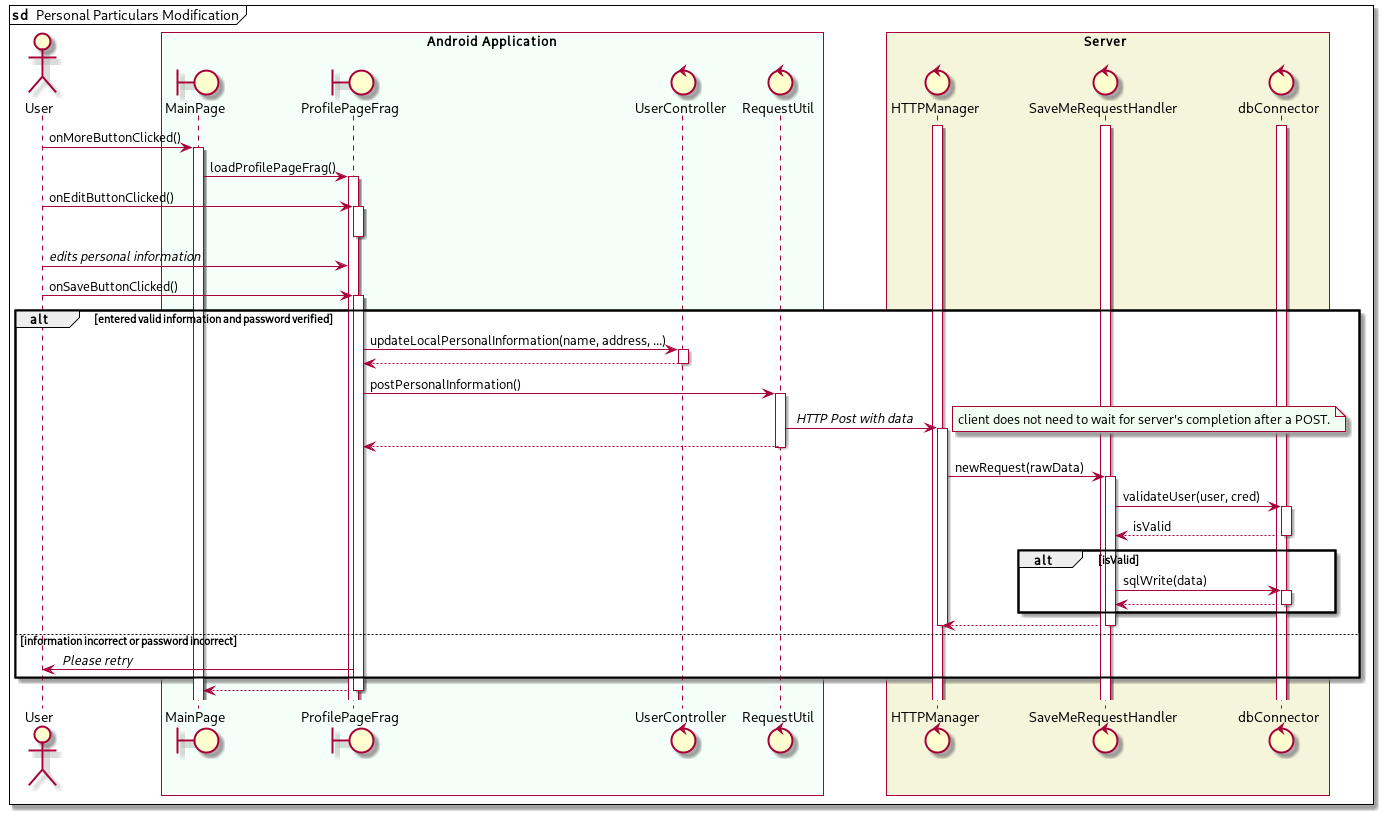 sd Personal Particulars Modification
Android Application
Server
User
MainPage
ProfilePageFrag
UserController
RequestUtil
HTTPManager
SaveMeRequestHandler
dbConnector
onMoreButtonClicked()
loadProfilePageFrag()
onEditButtonClicked()
edits personal information
onSaveButtonClicked()
alt [entered valid information and password verified]
updateLocalPersonalInformation(name, address, ...)
postPersonalInformation()
HTTP Post with data
client does not need to wait for server's completion after a POST.
newRequest(rawData)
validateUser(user, cred)
isValid
alt [isValid]
sqlWrite(data)
[information incorrect or password incorrect]
Please retry
User
MainPage
ProfilePageFrag
UserController
RequestUtil
HTTPManager
SaveMeRequestHandler
dbConnector